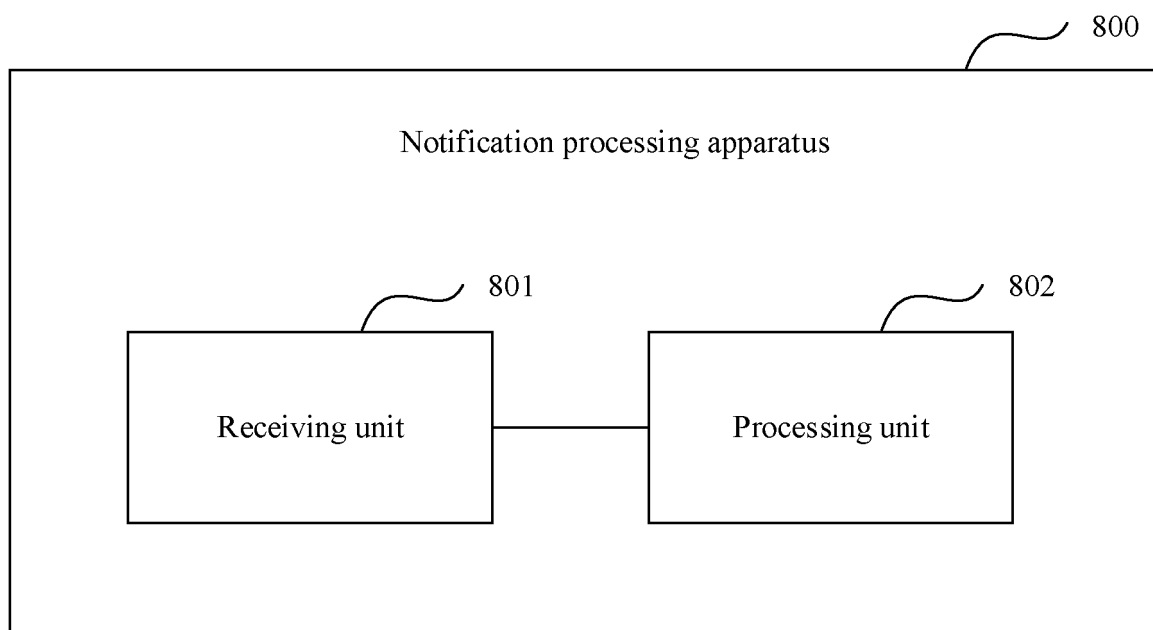 800
Notification processing apparatus
801
802
Receiving unit
Processing unit